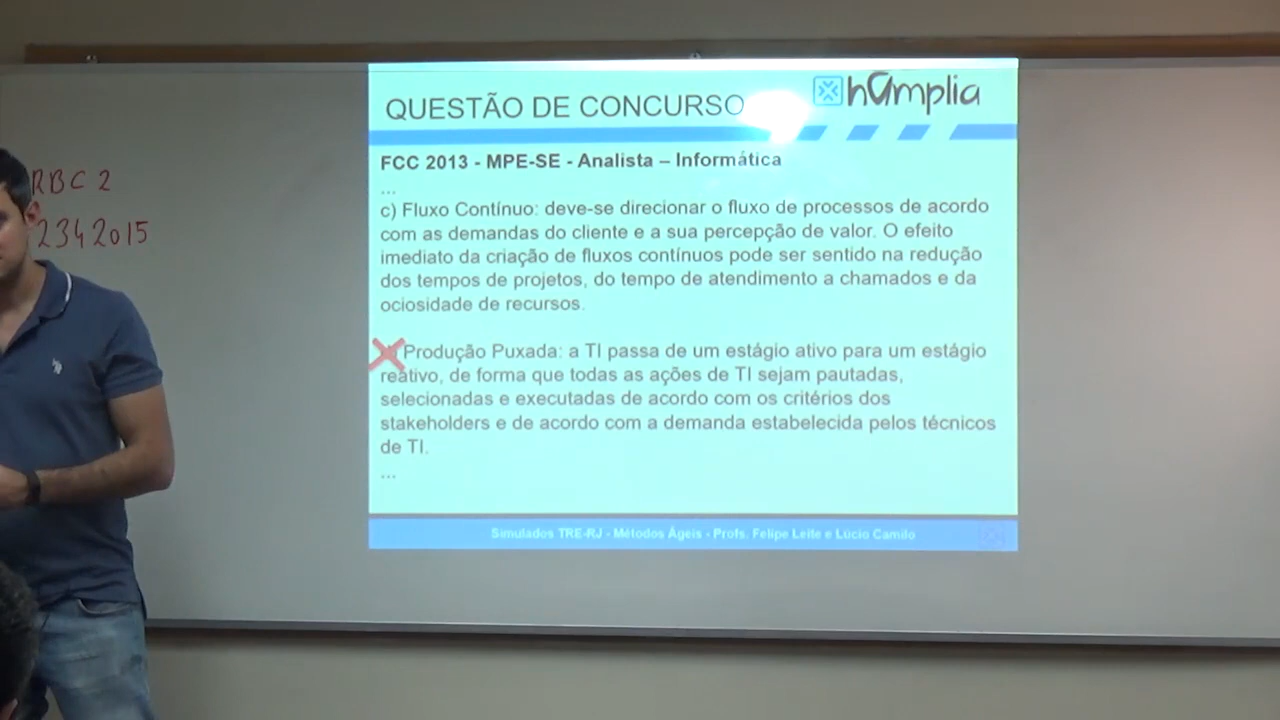 hamplia
QUESTÃO DE CONCURSO
FCC 2013 - MPE-SE - Analista – Informática
...
c) Fluxo Contínuo: deve-se direcionar o fluxo de processos de acordo
com as demandas do cliente e a sua percepção de valor. O efeito
imediato da criação de fluxos contínuos pode ser sentido na redução
dos tempos de projetos, do tempo de atendimento a chamados e da
ociosidade de recursos.
Produção Puxada: a TI passa de um estágio ativo para um estágio
reativo, de forma que todas as ações de TI sejam pautadas,
selecionadas e executadas de acordo com os critérios dos
stakeholders e de acordo com a demanda estabelecida pelos técnicos
de TI.
...
Simulados TRE-RJ - Métodos Ágeis - Profs. Felipe Leite e Lúcio Camilo
RBC 2
2342015